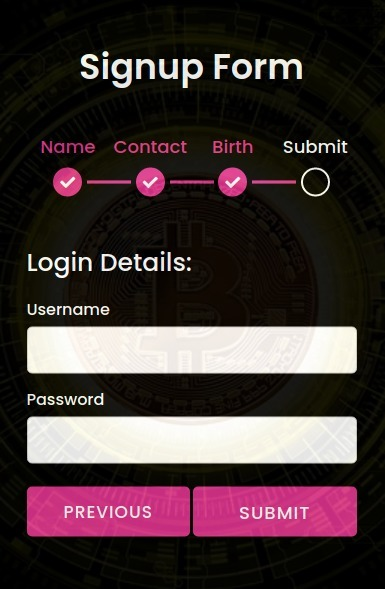 Signup Form
Name Contact Birth Submit
Login Details:
Username
Password
PREVIOUS SUBMIT